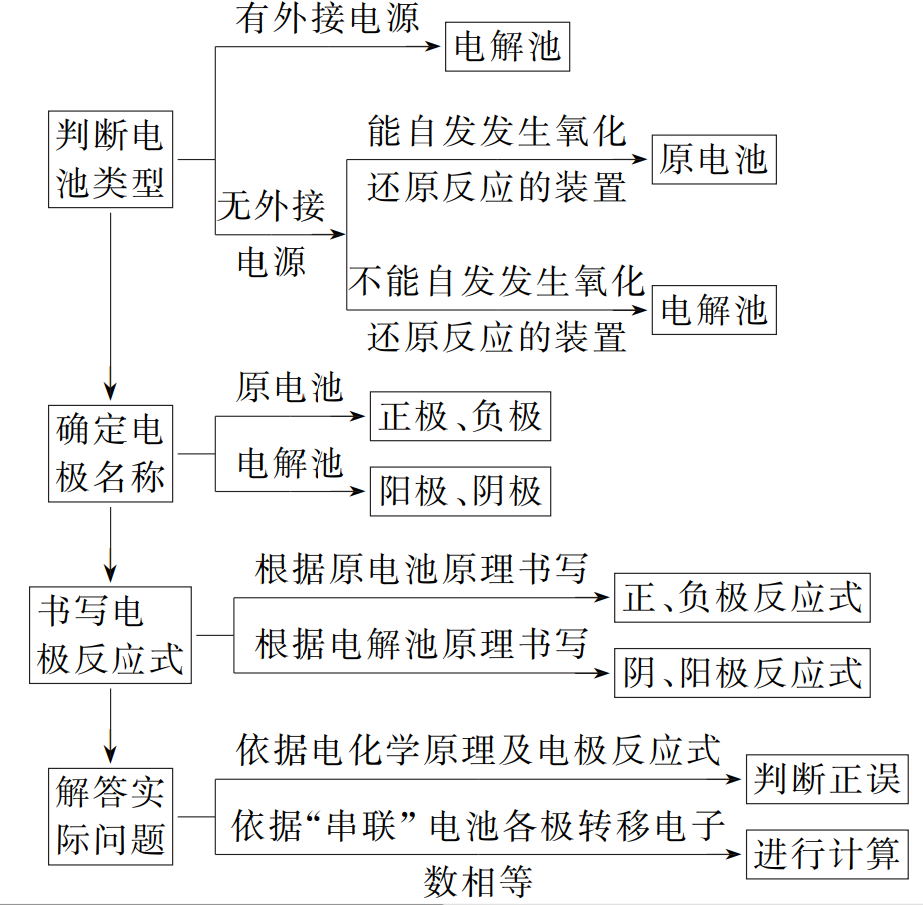 有外接电源
电解池
判断电
池类型
能自发发生氧化
还原反应的装置
原电池
无外接
电源
不能自发发生氧化
还原反应的装置
电解池
确定电
极名称
原电池
正极、负极
电解池
阳极、阴极
书写电
极反应式
根据原电池原理书写
正、负极反应式
根据电解池原理书写
阴、阳极反应式
解答实
际问题
依据电化学原理及电极反应式
判断正误
依据“串联”电池各极转移电子
数相等
进行计算